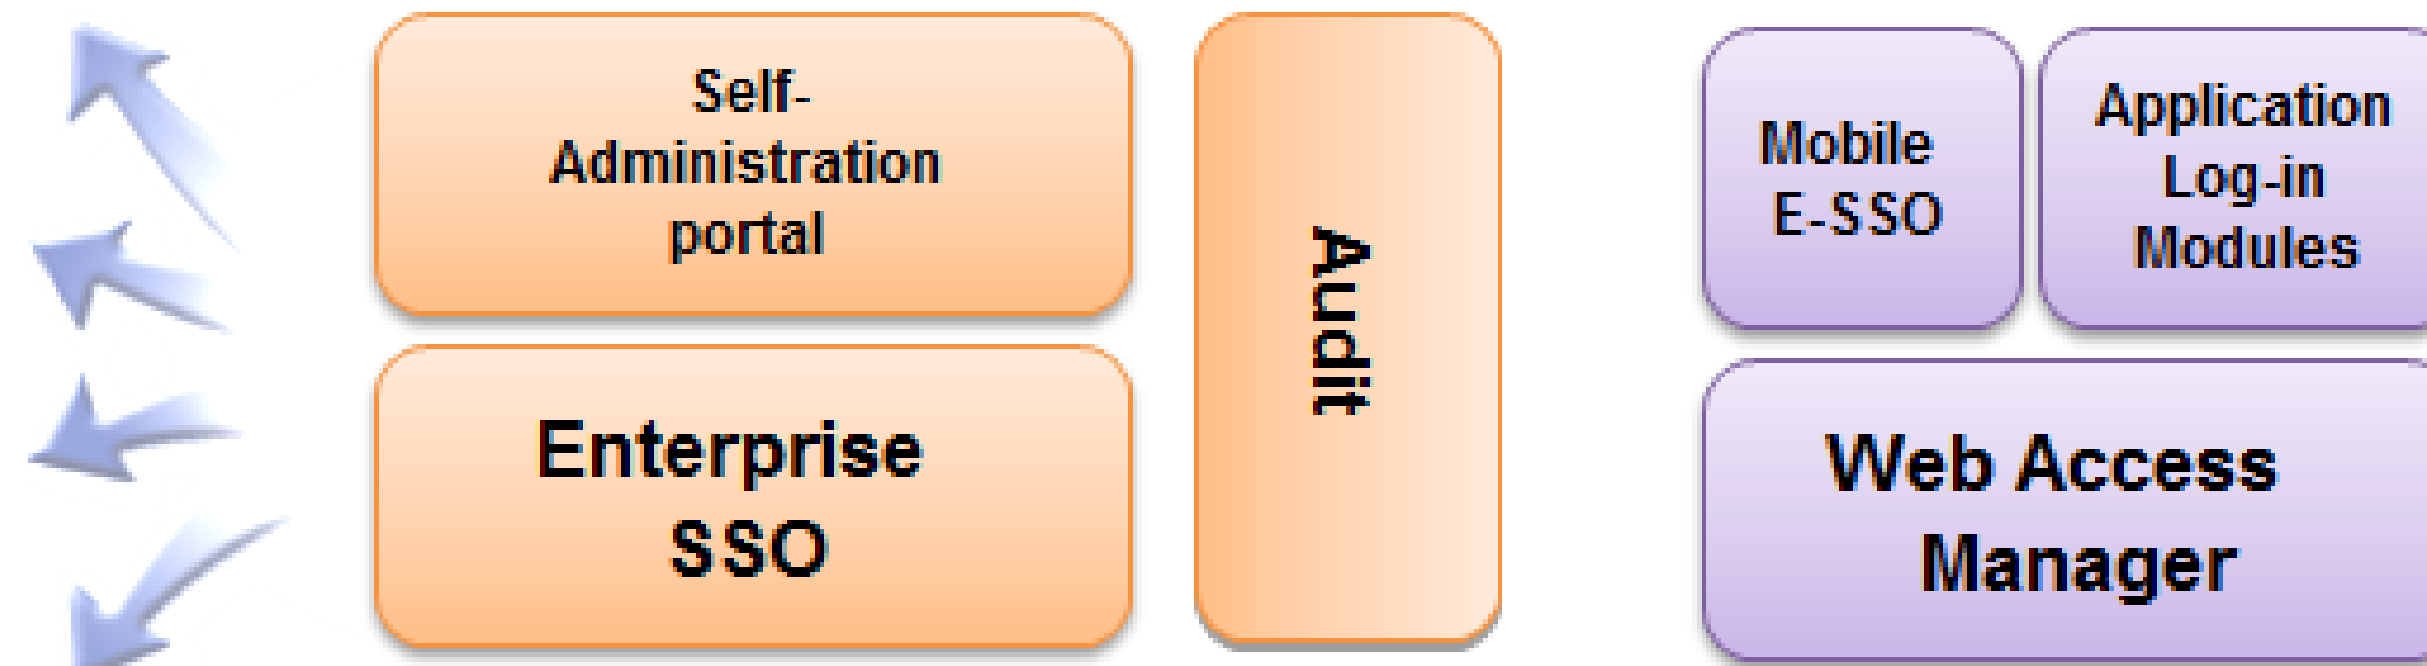 Self-
Administration
portal
Enterprise
SSO
Audit
Mobile
E-SSO
Application
Log-in
Modules
Web Access
Manager